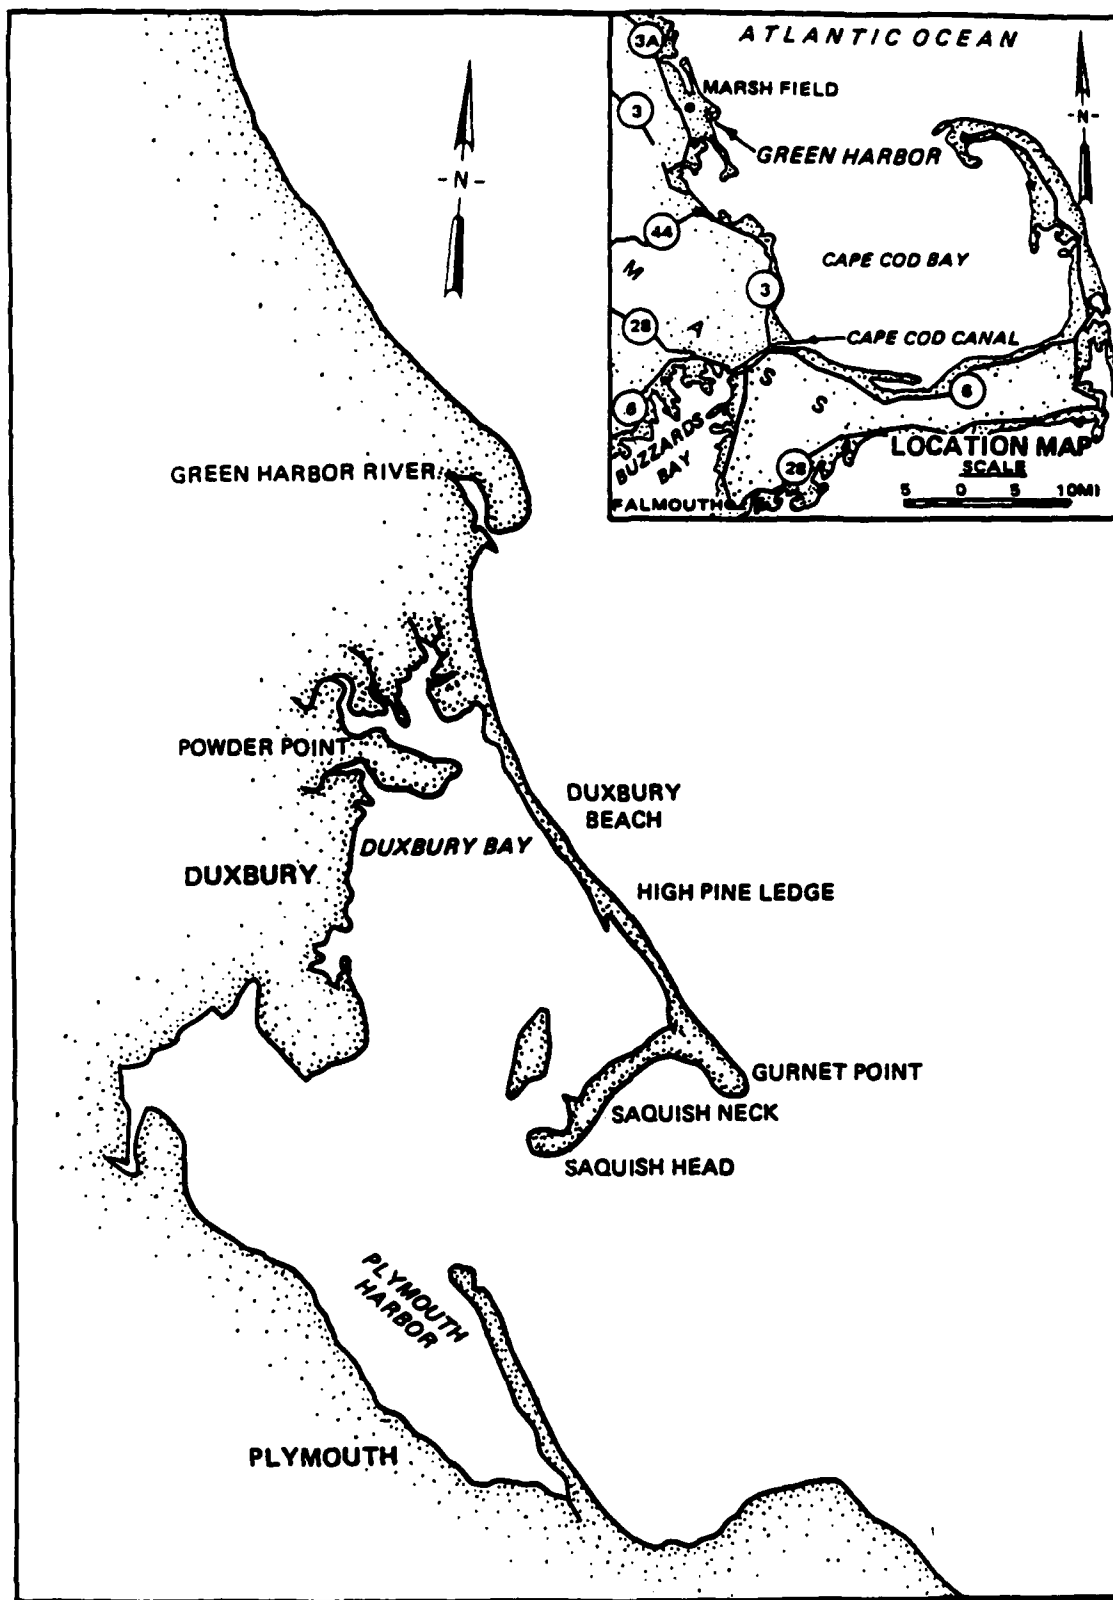 ATLANTIC OCEAN
3A
MARSH FIELD
3
-N-
GREEN HARBOR
44
CAPE COD BAY
M
3
28
A
CAPE COD CANAL
S
6
6
S
BUZZARDS
BAY
28
LOCATION MAP
SCALE
5 0 5 10MI
FALMOUTH
-N-
GREEN HARBOR RIVER
POWDER POINT
DUXBURY
BEACH
DUXBURY BAY
DUXBURY
HIGH PINE LEDGE
GURNET POINT
SAQUISH NECK
SAQUISH HEAD
PLYMOUTH
HARBOR
PLYMOUTH